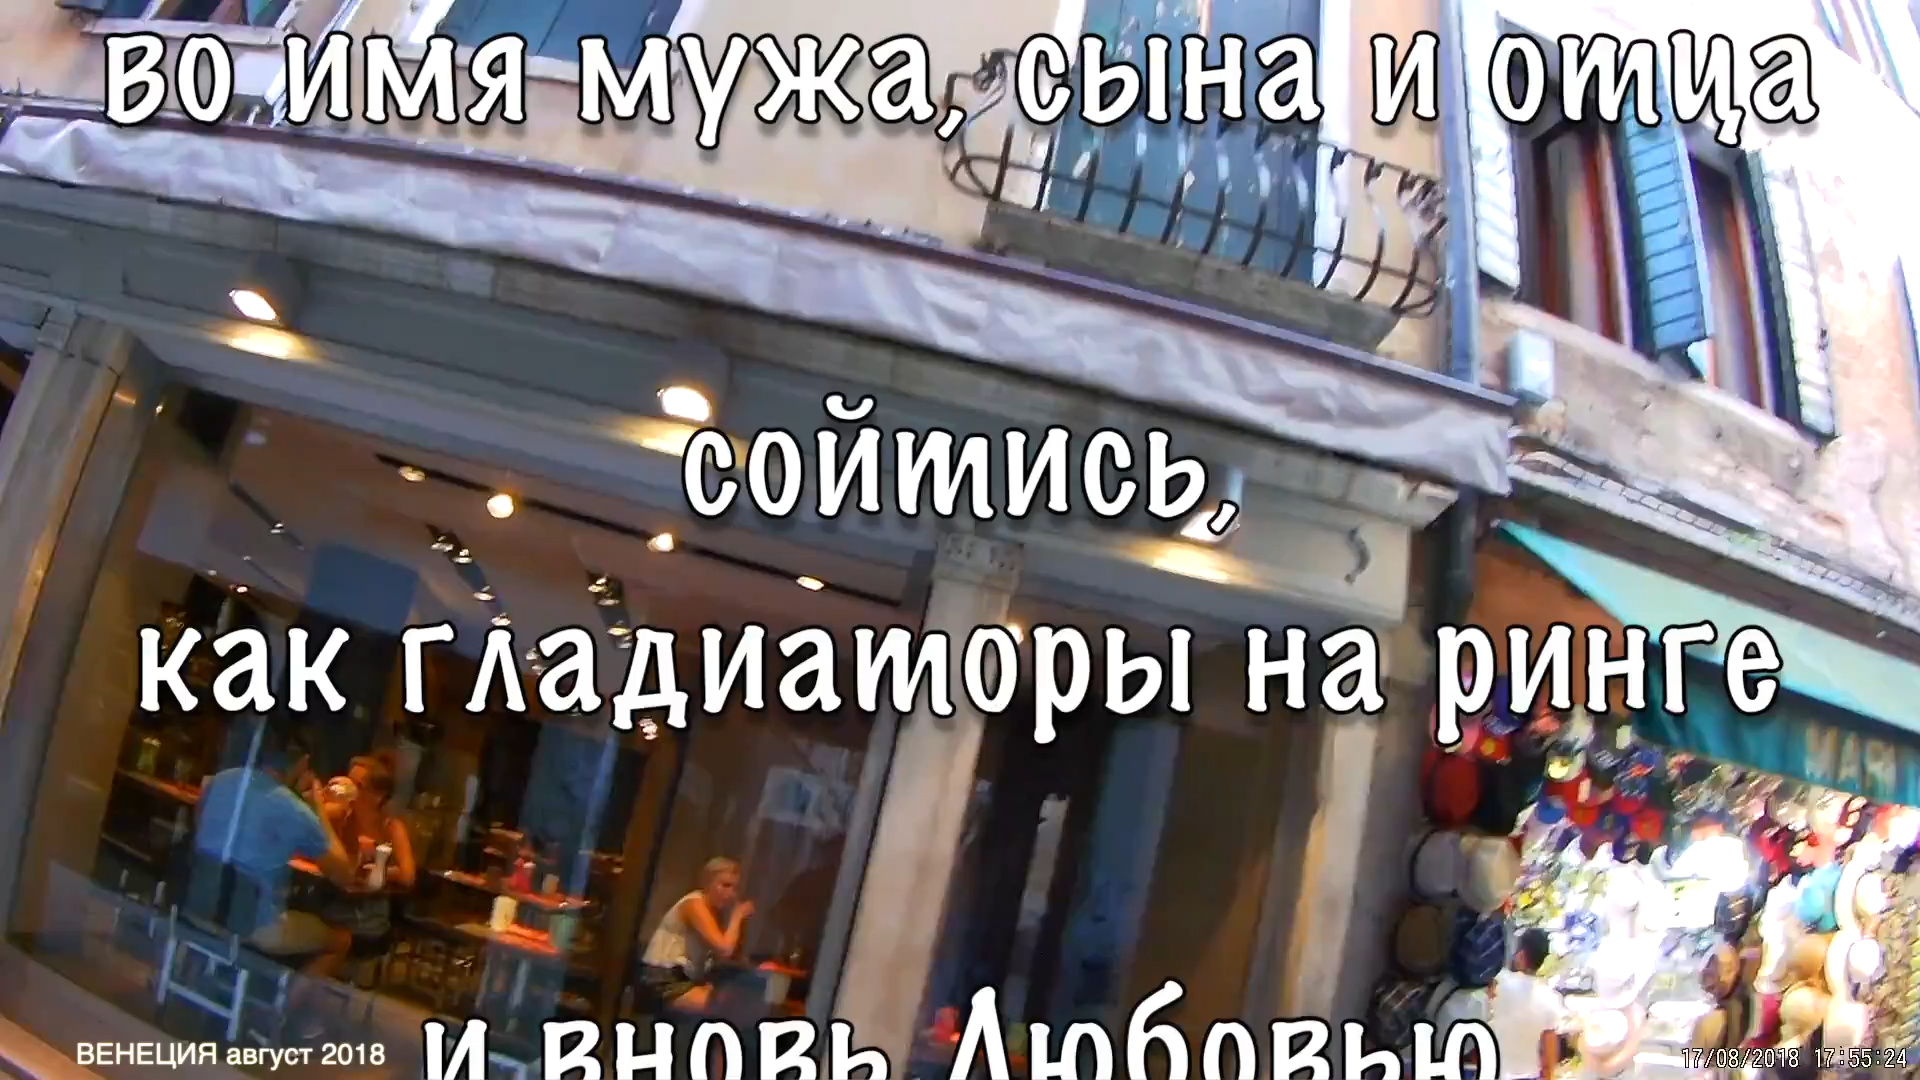 во имя мужа, сына и отца
сойтись,
как гладиаторы на ринге
и вновь Любовью
ВЕНЕЦИЯ август 2018
17/08/2018 17:55:24